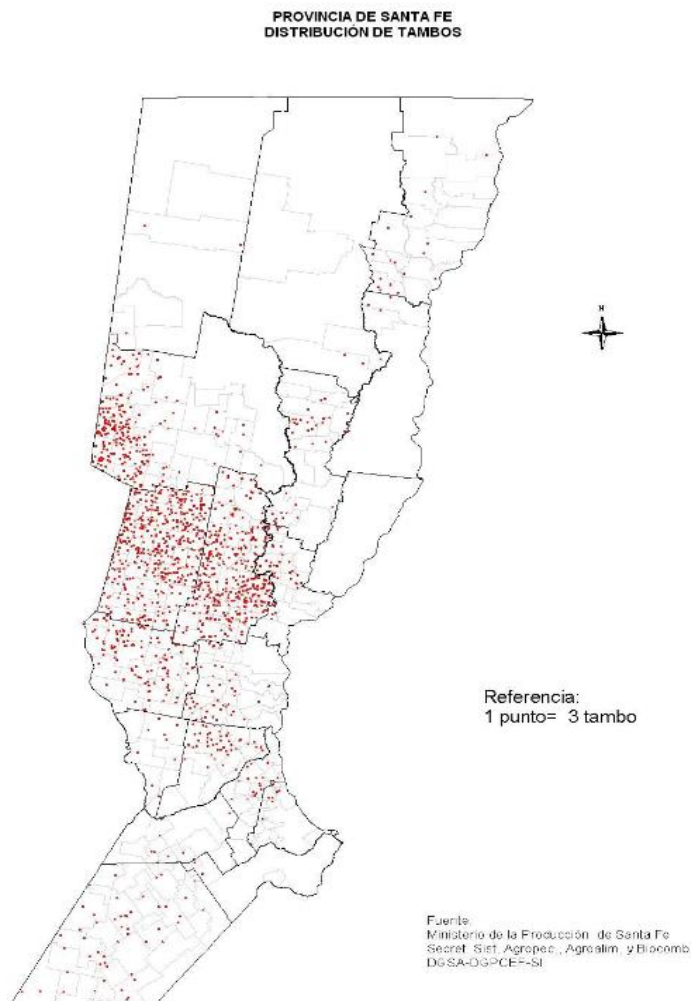 PROVINCIA DE SANTA FE
DISTRIBUCIÓN DE TAMBOS
N
Referencia:
1 punto= 3 tambo
Fuente:
Ministerio de la Producción de Santa Fe
Secret. Sist. Agropec., Agroalim. y Biocomb
DGSA-DGPCEF-SI